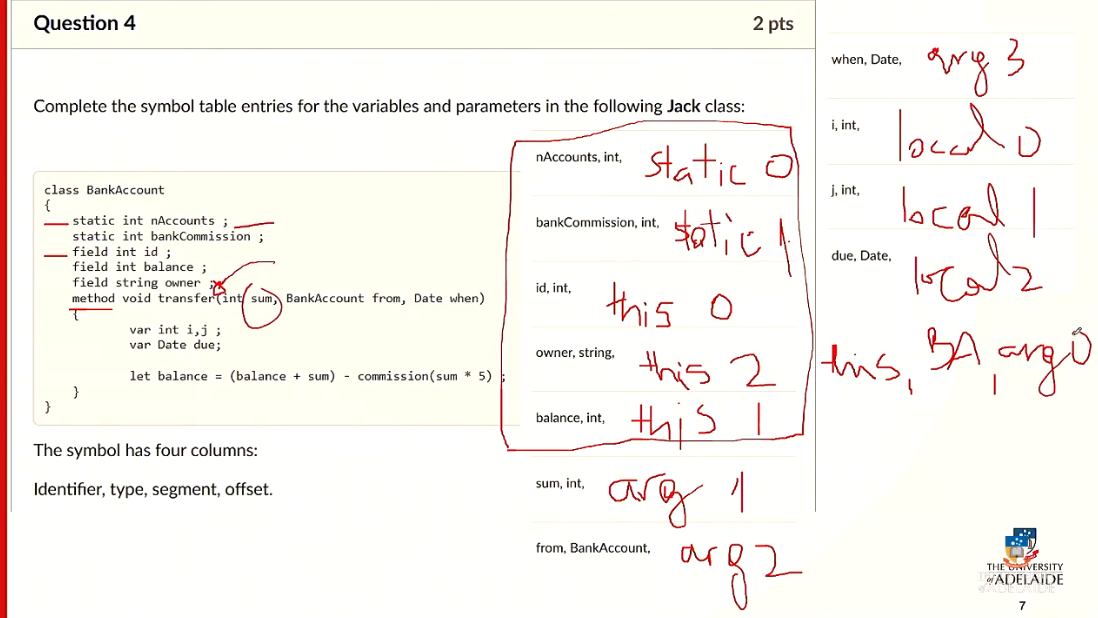 Question 4
2 pts
Complete the symbol table entries for the variables and parameters in the following Jack class:
class BankAccount
{
static int nAccounts ;
static int bankCommission ;
field int id ;
field int balance ;
field string owner ;
method void transfer(int sum, BankAccount from, Date when)
{
var int i,j ;
var Date due;
let balance = (balance + sum) - commission(sum * 5) ;
}
}
The symbol has four columns:
Identifier, type, segment, offset.
nAccounts, int, static 0
bankCommission, int, static 1
id, int, this 0
owner, string, this 2
balance, int, this 1
sum, int, arg 1
from, BankAccount, arg 2
when, Date, arg 3
i, int, local 0
j, int, local 1
due, Date, local 2
this, BA, arg 0
THE UNIVERSITY
of ADELAIDE
7